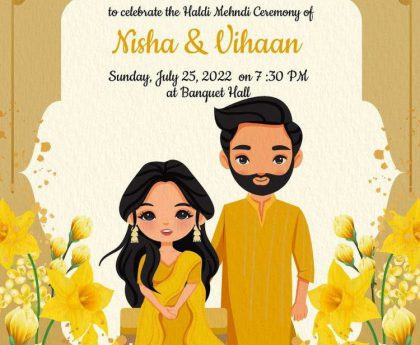 to celebrate the Haldi Mehndi Ceremony of
Nisha & Vihaan
Sunday, July 25, 2022 on 7 :30 PM
at Banquet Hall